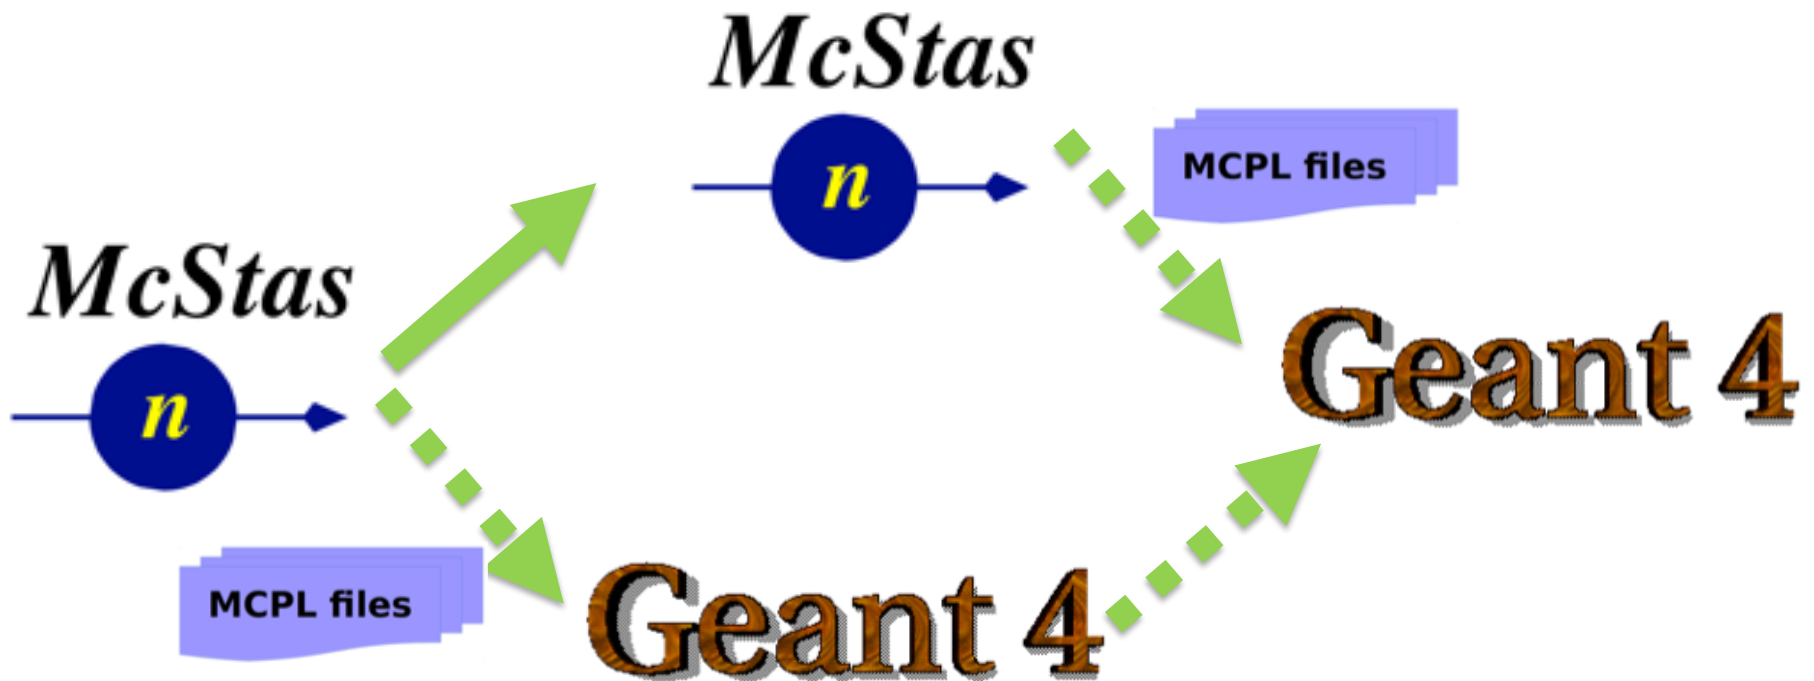 McStas
n
MCPL files
McStas
n
Geant 4
MCPL files
Geant 4